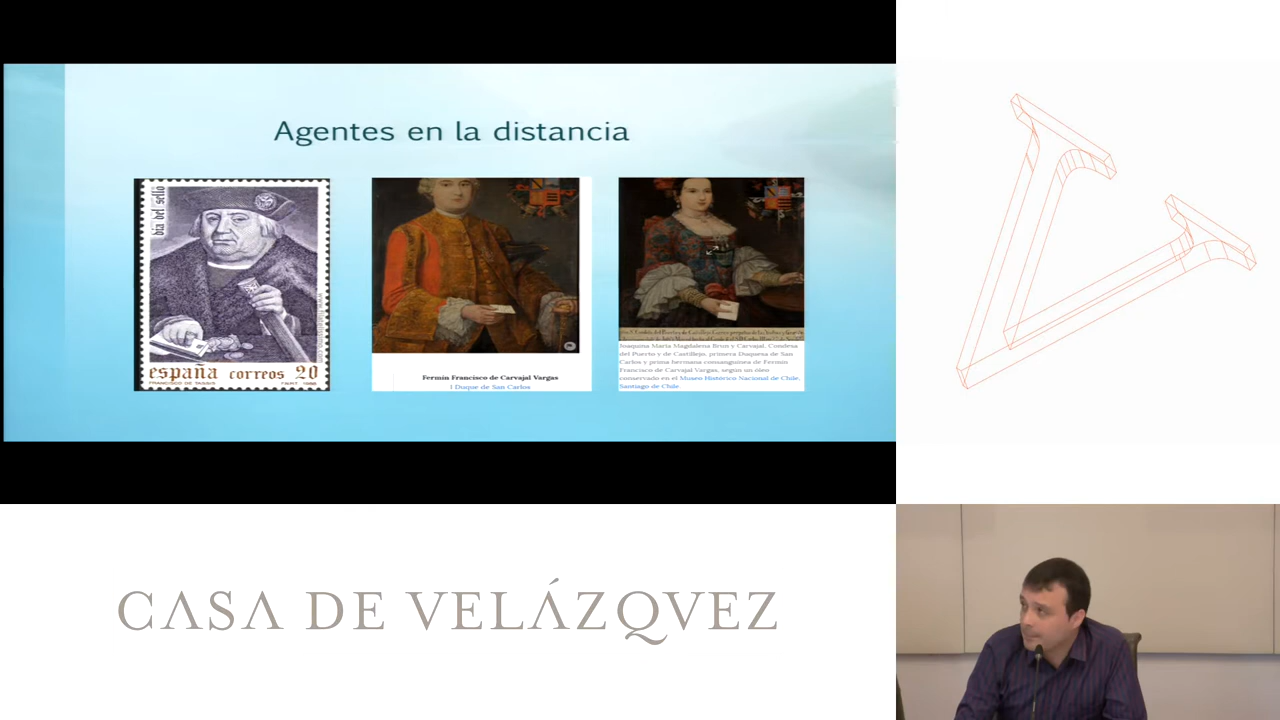 Agentes en la distancia
dia del sello
españa correos 20
FRANCISCO DE TASSIS F.N.M.T. 1988
Fermín Francisco de Carvajal Vargas
I Duque de San Carlos
Joaquina María Magdalena Brun y Carvajal, Condesa
del Puerto y de Castillejo, primera Duquesa de San
Carlos y prima hermana consanguínea de Fermín
Francisco de Carvajal Vargas, según un óleo
conservado en el Museo Histórico Nacional de Chile,
Santiago de Chile.
CASA DE VELÁZQVEZ